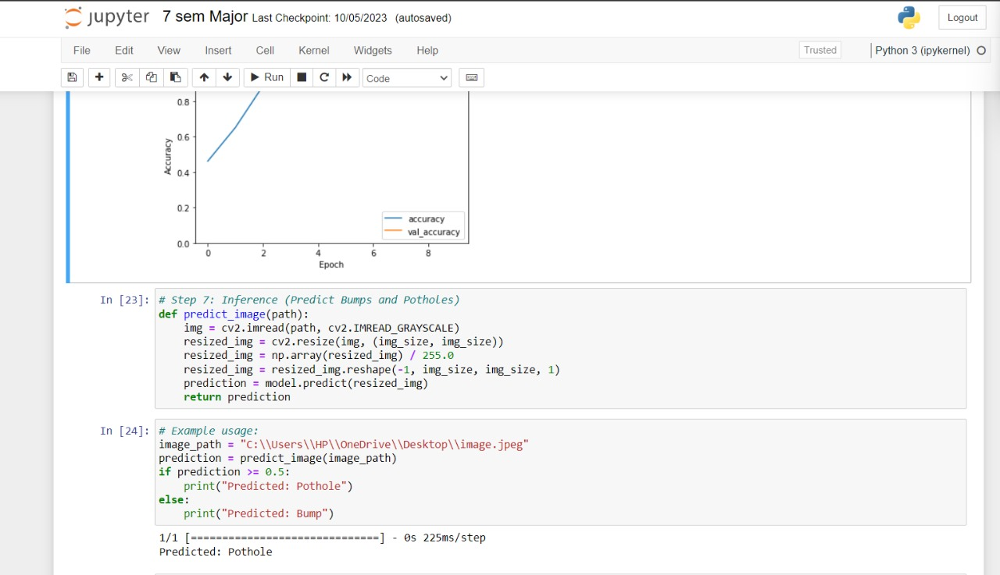 jupyter 7 sem Major Last Checkpoint: 10/05/2023 (autosaved) Logout
File Edit View Insert Cell Kernel Widgets Help Trusted Python 3 (ipykernel)
Run Code
0.8
0.6
0.4
0.2
0.0
Accuracy
accuracy
val_accuracy
0 2 4 6 8
Epoch
In [23]: # Step 7: Inference (Predict Bumps and Potholes)
def predict_image(path):
    img = cv2.imread(path, cv2.IMREAD_GRAYSCALE)
    resized_img = cv2.resize(img, (img_size, img_size))
    resized_img = np.array(resized_img) / 255.0
    resized_img = resized_img.reshape(-1, img_size, img_size, 1)
    prediction = model.predict(resized_img)
    return prediction
In [24]: # Example usage:
image_path = "C:\\Users\\HP\\OneDrive\\Desktop\\image.jpeg"
prediction = predict_image(image_path)
if prediction >= 0.5:
    print("Predicted: Pothole")
else:
    print("Predicted: Bump")
1/1 [==============================] - 0s 225ms/step
Predicted: Pothole